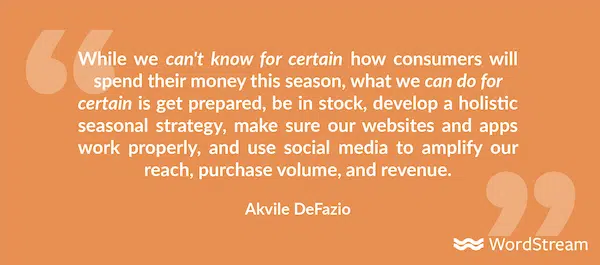 While we can't know for certain how consumers will
spend their money this season, what we can do for
certain is get prepared, be in stock, develop a holistic
seasonal strategy, make sure our websites and apps
work properly, and use social media to amplify our
reach, purchase volume, and revenue.
Akvile DeFazio
WordStream